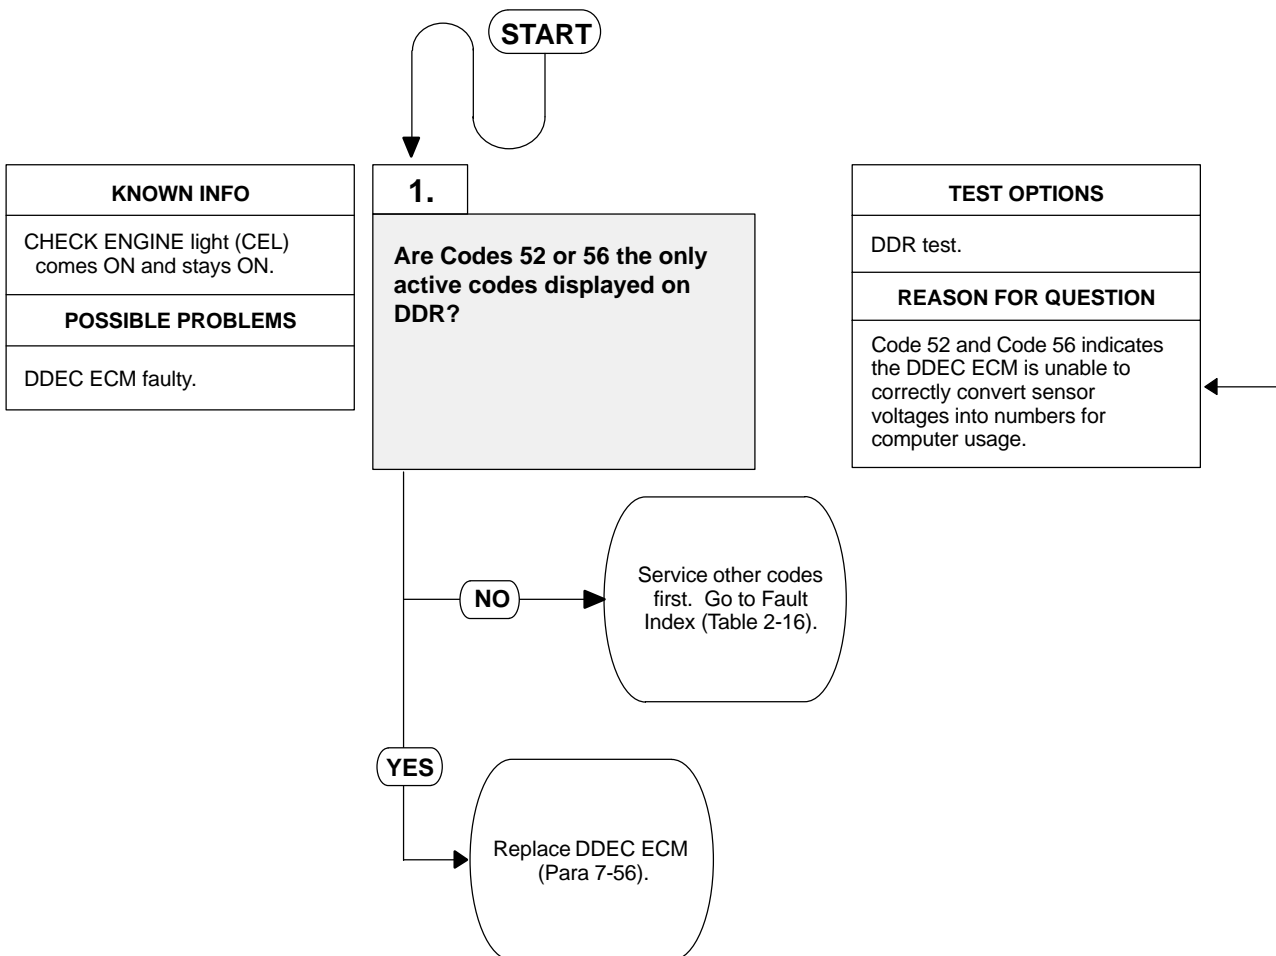 START
KNOWN INFO
CHECK ENGINE light (CEL)
comes ON and stays ON.
POSSIBLE PROBLEMS
DDEC ECM faulty.
1.
Are Codes 52 or 56 the only
active codes displayed on
DDR?
TEST OPTIONS
DDR test.
REASON FOR QUESTION
Code 52 and Code 56 indicates
the DDEC ECM is unable to
correctly convert sensor
voltages into numbers for
computer usage.
NO
Service other codes
first. Go to Fault
Index (Table 2-16).
YES
Replace DDEC ECM
(Para 7-56).